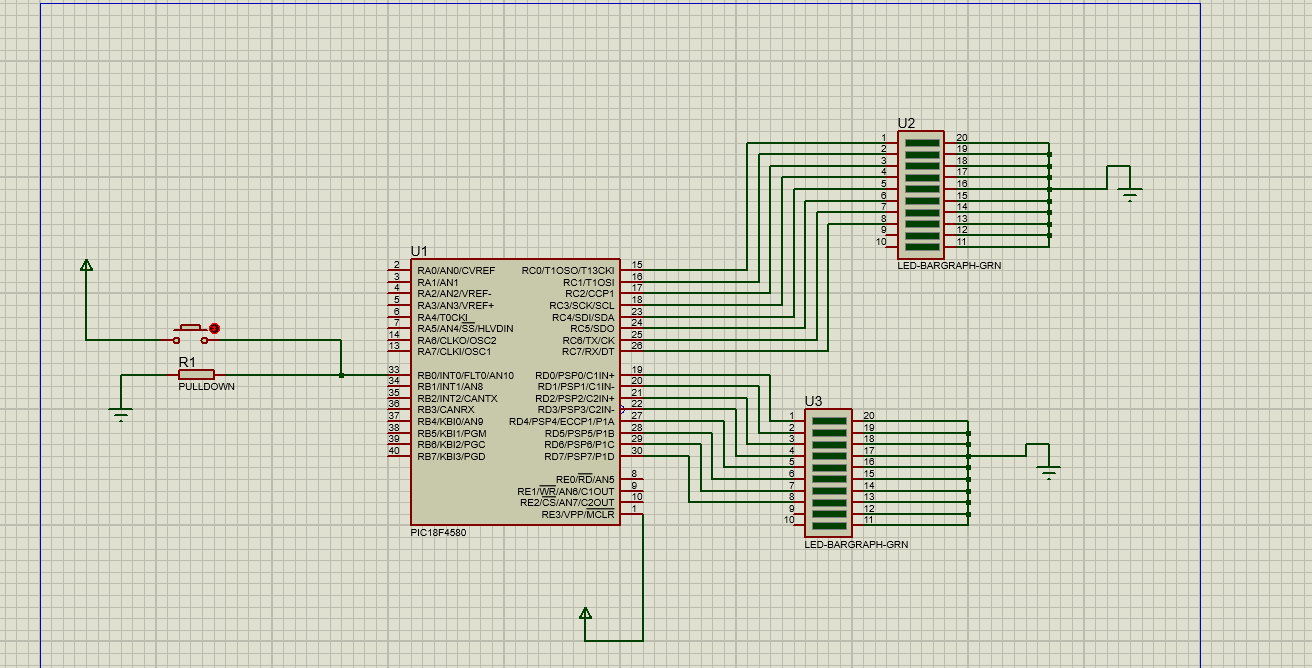 U2
1 20
2 19
3 18
4 17
5 16
6 15
7 14
8 13
9 12
10 11
LED-BARGRAPH-GRN
U1
2 RA0/AN0/CVREF RC0/T1OSO/T13CKI 15
3 RA1/AN1 RC1/T1OSI 16
4 RA2/AN2/VREF- RC2/CCP1 17
5 RA3/AN3/VREF+ RC3/SCK/SCL 18
6 RA4/T0CKI RC4/SDI/SDA 23
7 RA5/AN4/SS/HLVDIN RC5/SDO 24
14 RA6/CLKO/OSC2 RC6/TX/CK 25
13 RA7/CLKI/OSC1 RC7/RX/DT 26
33 RB0/INT0/FLT0/AN10 RD0/PSP0/C1IN+ 19
34 RB1/INT1/AN8 RD1/PSP1/C1IN- 20
35 RB2/INT2/CANTX RD2/PSP2/C2IN+ 21
36 RB3/CANRX RD3/PSP3/C2IN- 22
37 RB4/KBI0/AN9 RD4/PSP4/ECCP1/P1A 27
38 RB5/KBI1/PGM RD5/PSP5/P1B 28
39 RB6/KBI2/PGC RD6/PSP6/P1C 29
40 RB7/KBI3/PGD RD7/PSP7/P1D 30
RE0/RD/AN5 8
RE1/WR/AN6/C1OUT 9
RE2/CS/AN7/C2OUT 10
RE3/VPP/MCLR 1
PIC18F4580
R1
PULLDOWN
U3
1 20
2 19
3 18
4 17
5 16
6 15
7 14
8 13
9 12
10 11
LED-BARGRAPH-GRN